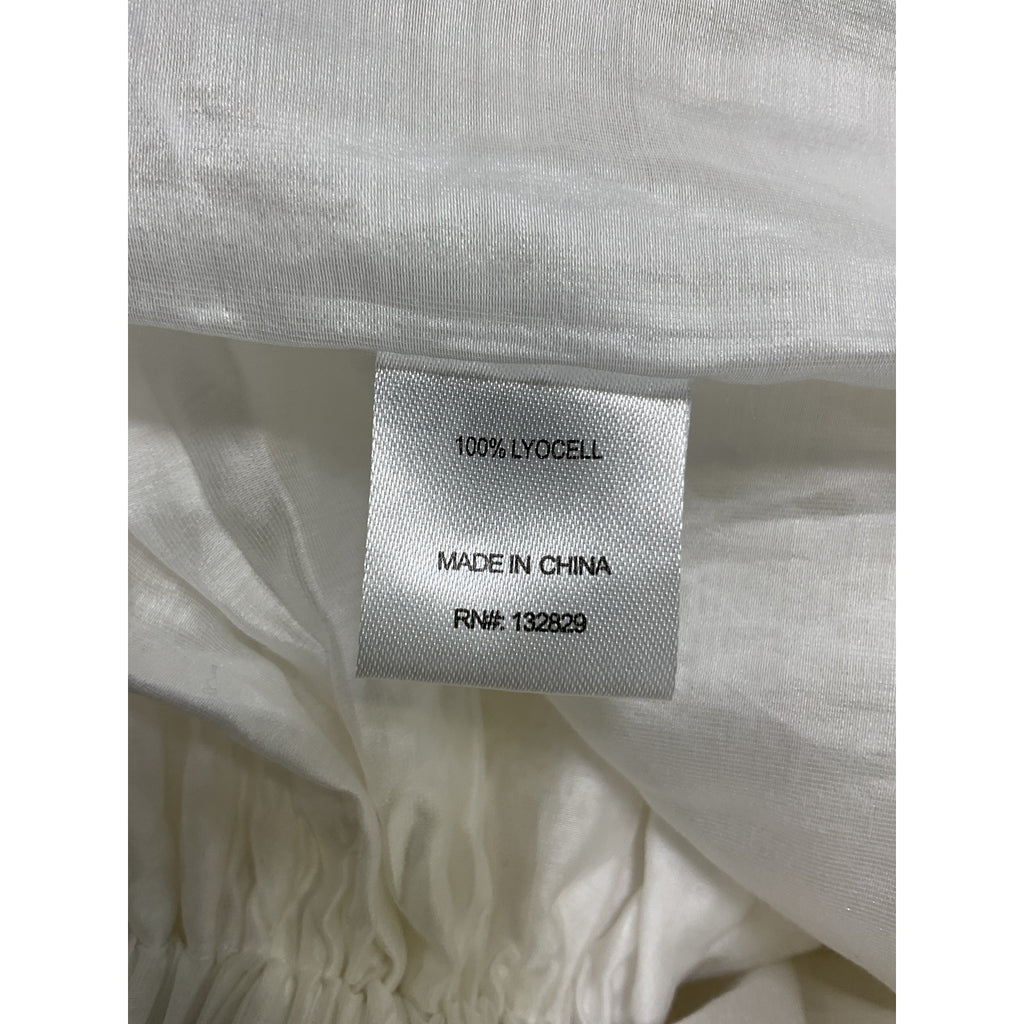 100% LYOCELL
MADE IN CHINA
RN#: 132829